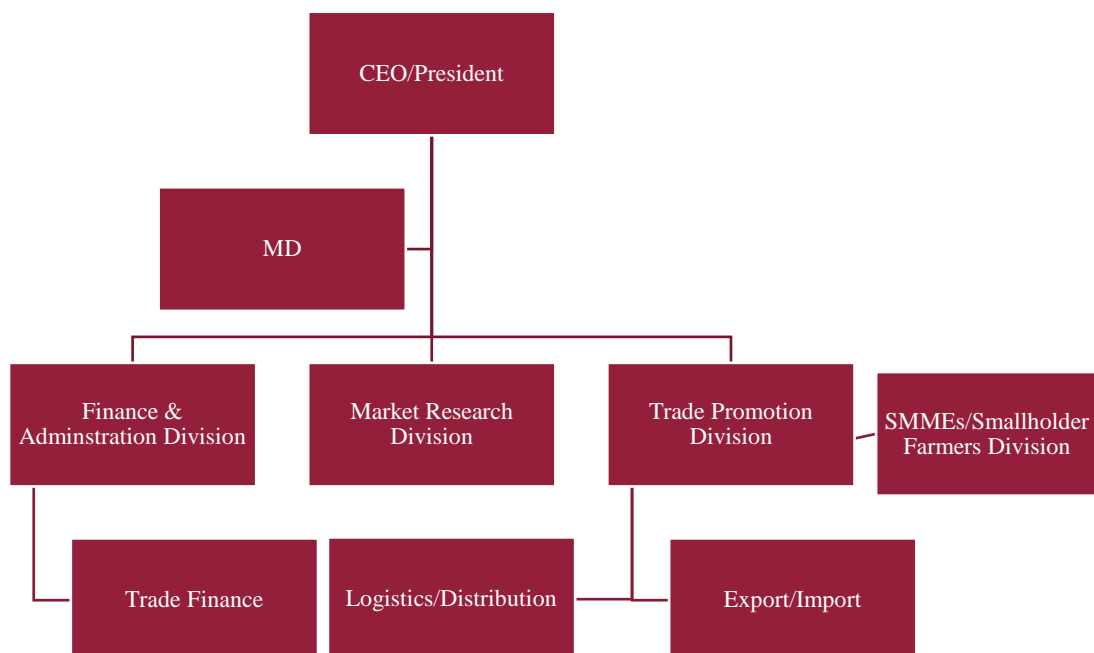 CEO/President
MD
Finance &
Adminstration Division
Market Research
Division
Trade Promotion
Division
SMMEs/Smallholder
Farmers Division
Trade Finance
Logistics/Distribution
Export/Import